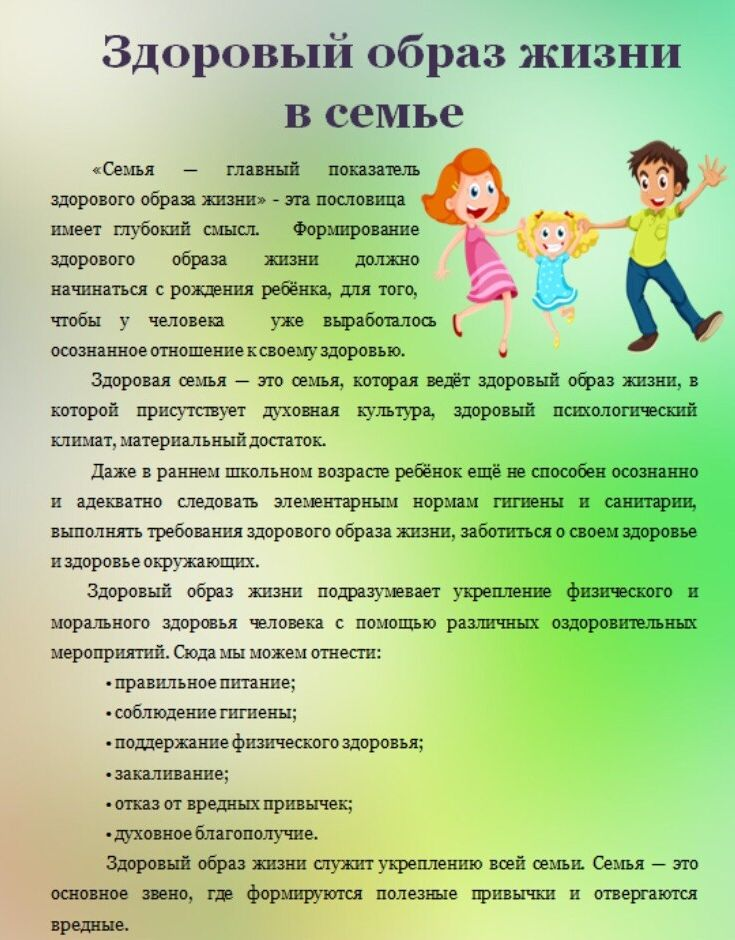 Здоровый образ жизни
в семье
«Семья — главный показатель
здорового образа жизни» - эта пословица
имеет глубокий смысл. Формирование
здорового образа жизни должно
начинаться с рождения ребёнка, для того,
чтобы у человека уже выработалось
осознанное отношение к своему здоровью.
Здоровая семья — это семья, которая ведёт здоровый образ жизни, в
которой присутствует духовная культура, здоровый психологический
климат, материальный достаток.
Даже в раннем школьном возрасте ребёнок ещё не способен осознанно
и адекватно следовать элементарным нормам гигиены и санитарии,
выполнять требования здорового образа жизни, заботиться о своем здоровье
и здоровье окружающих.
Здоровый образ жизни подразумевает укрепление физического и
морального здоровья человека с помощью различных оздоровительных
мероприятий. Сюда мы можем отнести:
• правильное питание;
• соблюдение гигиены;
• поддержание физического здоровья;
• закаливание;
• отказ от вредных привычек;
• духовное благополучие.
Здоровый образ жизни служит укреплению всей семьи. Семья — это
основное звено, где формируются полезные привычки и отвергаются
вредные.